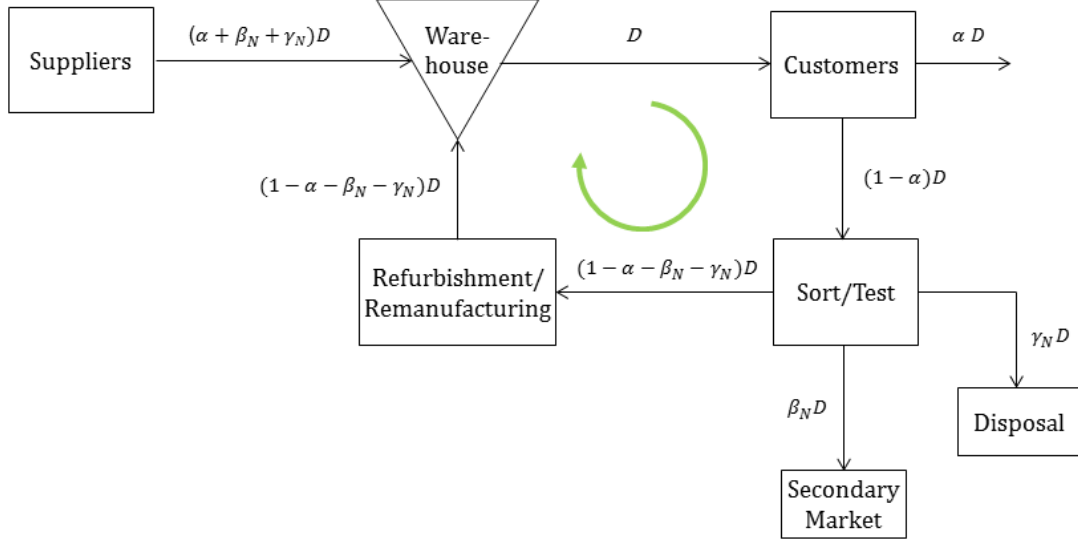 (α + β_N + γ_N)D
Suppliers
Ware-
house
D
Customers
α D
(1 − α − β_N − γ_N)D
(1 − α)D
Refurbishment/
Remanufacturing
(1 − α − β_N − γ_N)D
Sort/Test
γ_N D
β_N D
Disposal
Secondary
Market